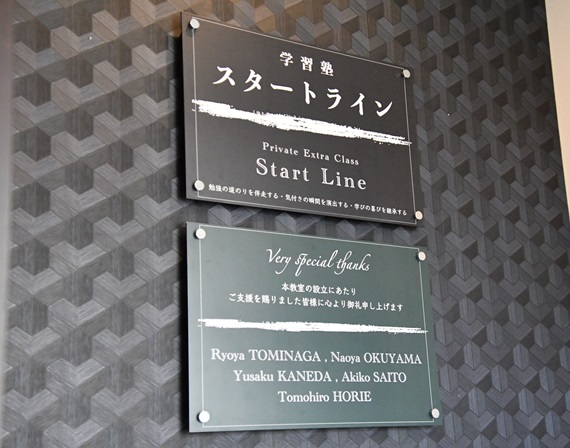 学習塾
スタートライン
Private Extra Class
Start Line
勉強の道のりを伴走する・気付きの瞬間を演出する・学びの喜びを継承する
Very special thanks
本教室の設立にあたり
ご支援を賜りました皆様に心より御礼申し上げます
Ryoya TOMINAGA , Naoya OKUYAMA
Yusaku KANEDA , Akiko SAITO
Tomohiro HORIE